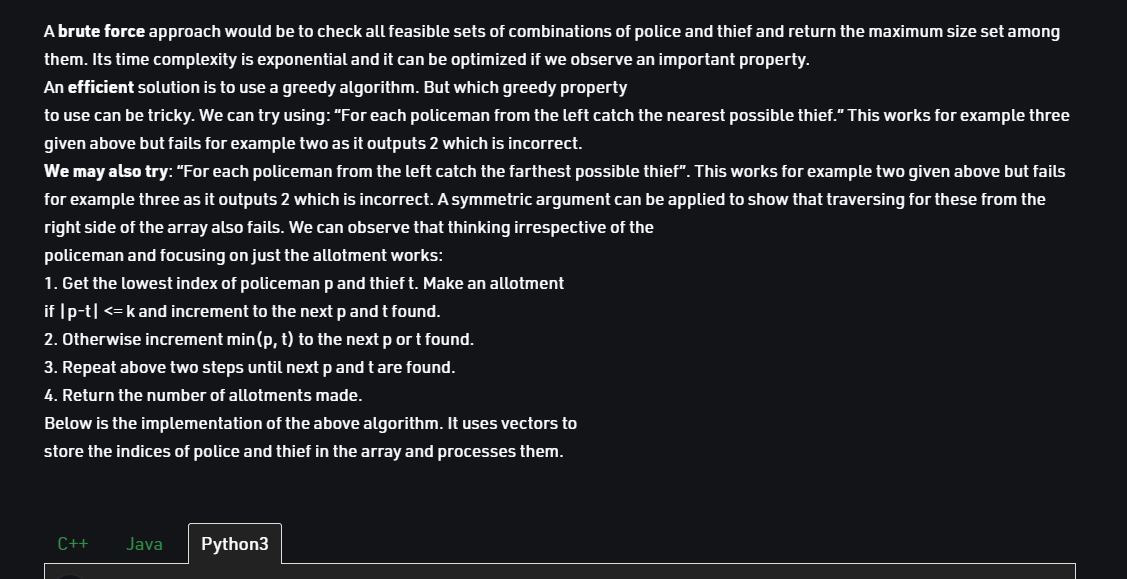 A brute force approach would be to check all feasible sets of combinations of police and thief and return the maximum size set among
them. Its time complexity is exponential and it can be optimized if we observe an important property.
An efficient solution is to use a greedy algorithm. But which greedy property
to use can be tricky. We can try using: “For each policeman from the left catch the nearest possible thief.” This works for example three
given above but fails for example two as it outputs 2 which is incorrect.
We may also try: “For each policeman from the left catch the farthest possible thief”. This works for example two given above but fails
for example three as it outputs 2 which is incorrect. A symmetric argument can be applied to show that traversing for these from the
right side of the array also fails. We can observe that thinking irrespective of the
policeman and focusing on just the allotment works:
1. Get the lowest index of policeman p and thief t. Make an allotment
if |p-t| <= k and increment to the next p and t found.
2. Otherwise increment min(p, t) to the next p or t found.
3. Repeat above two steps until next p and t are found.
4. Return the number of allotments made.
Below is the implementation of the above algorithm. It uses vectors to
store the indices of police and thief in the array and processes them.
C++ Java Python3